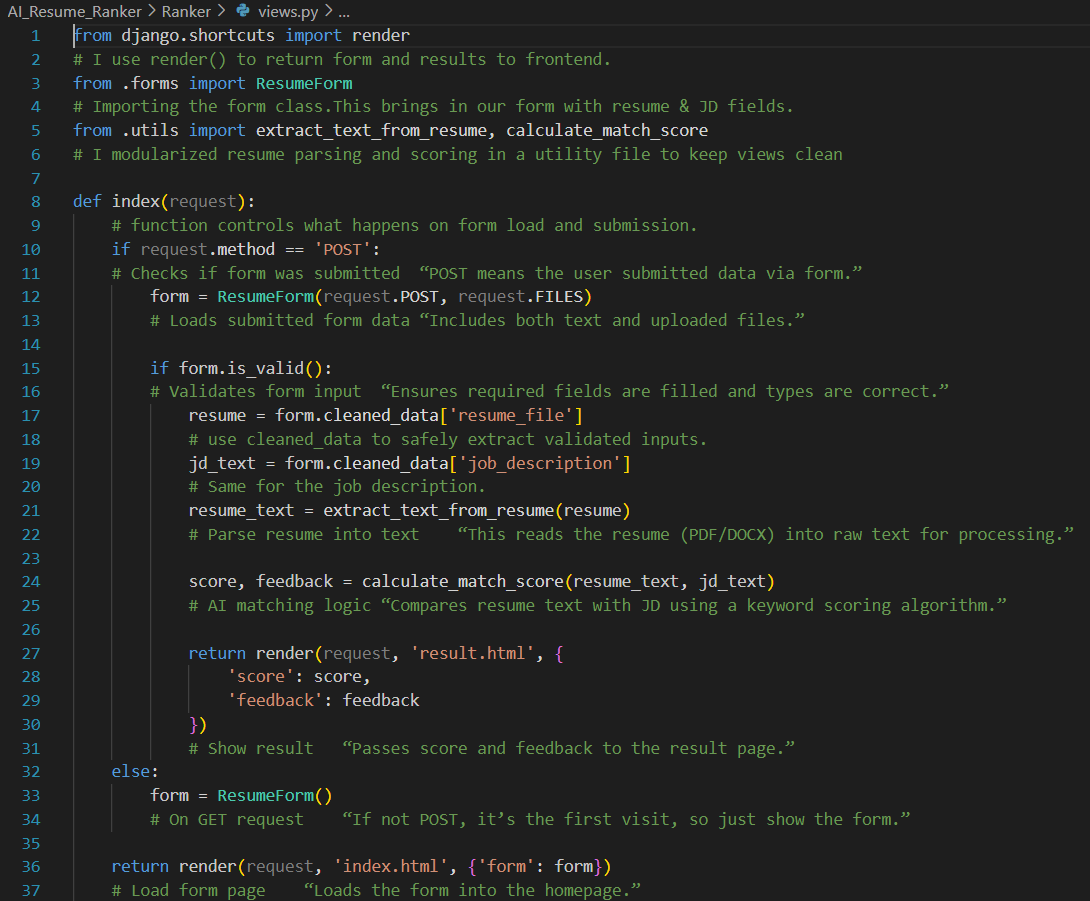 AI_Resume_Ranker > Ranker > views.py > ...
1 from django.shortcuts import render
2 # I use render() to return form and results to frontend.
3 from .forms import ResumeForm
4 # Importing the form class.This brings in our form with resume & JD fields.
5 from .utils import extract_text_from_resume, calculate_match_score
6 # I modularized resume parsing and scoring in a utility file to keep views clean
7
8 def index(request):
9     # function controls what happens on form load and submission.
10     if request.method == 'POST':
11     # Checks if form was submitted  “POST means the user submitted data via form.”
12         form = ResumeForm(request.POST, request.FILES)
13         # Loads submitted form data “Includes both text and uploaded files.”
14
15         if form.is_valid():
16         # Validates form input  “Ensures required fields are filled and types are correct.”
17             resume = form.cleaned_data['resume_file']
18             # use cleaned_data to safely extract validated inputs.
19             jd_text = form.cleaned_data['job_description']
20             # Same for the job description.
21             resume_text = extract_text_from_resume(resume)
22             # Parse resume into text    “This reads the resume (PDF/DOCX) into raw text for processing.”
23
24             score, feedback = calculate_match_score(resume_text, jd_text)
25             # AI matching logic “Compares resume text with JD using a keyword scoring algorithm.”
26
27             return render(request, 'result.html', {
28                 'score': score,
29                 'feedback': feedback
30             })
31             # Show result   “Passes score and feedback to the result page.”
32     else:
33         form = ResumeForm()
34         # On GET request    “If not POST, it’s the first visit, so just show the form.”
35
36     return render(request, 'index.html', {'form': form})
37     # Load form page    “Loads the form into the homepage.”